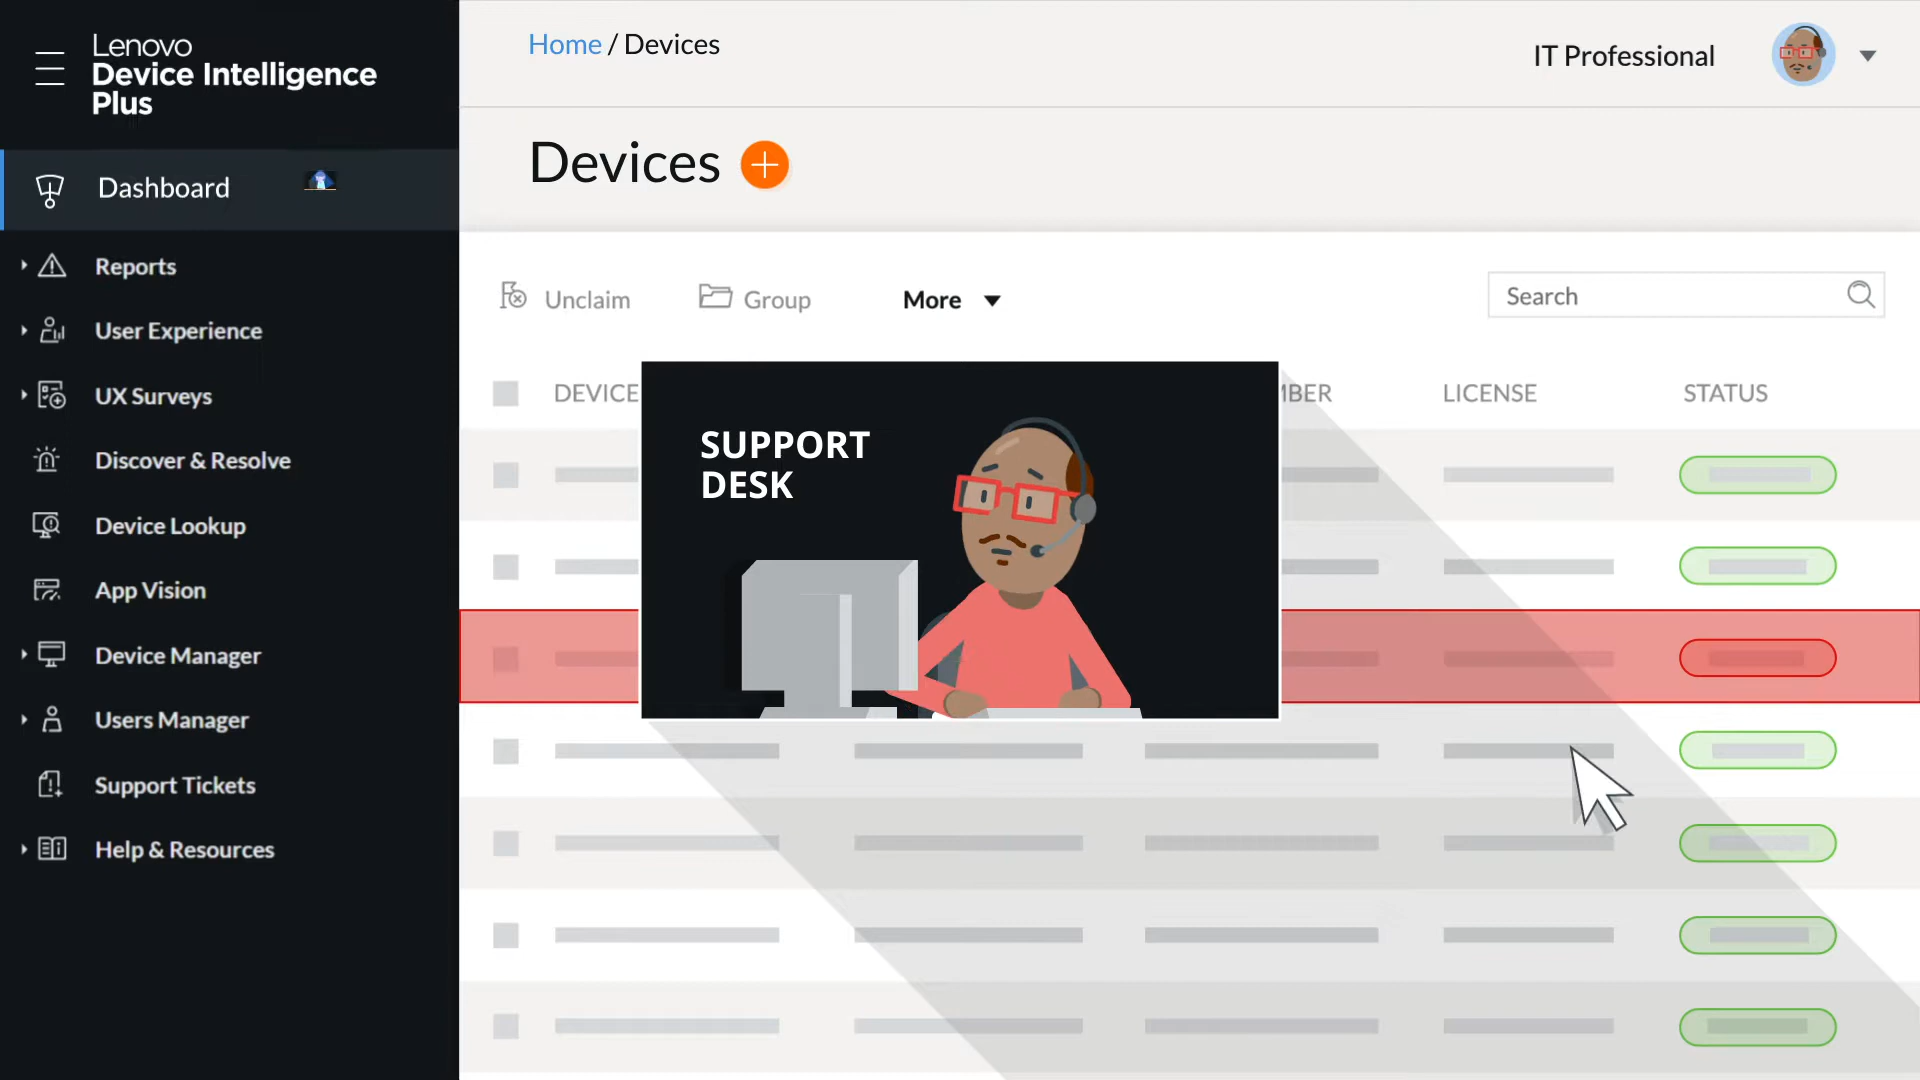 Lenovo
Device Intelligence
Plus
Home / Devices
IT Professional
Dashboard
Devices
Reports
User Experience
UX Surveys
Discover & Resolve
Device Lookup
App Vision
Device Manager
Users Manager
Support Tickets
Help & Resources
Unclaim
Group
More
Search
DEVICE
MBER
LICENSE
STATUS
SUPPORT
DESK